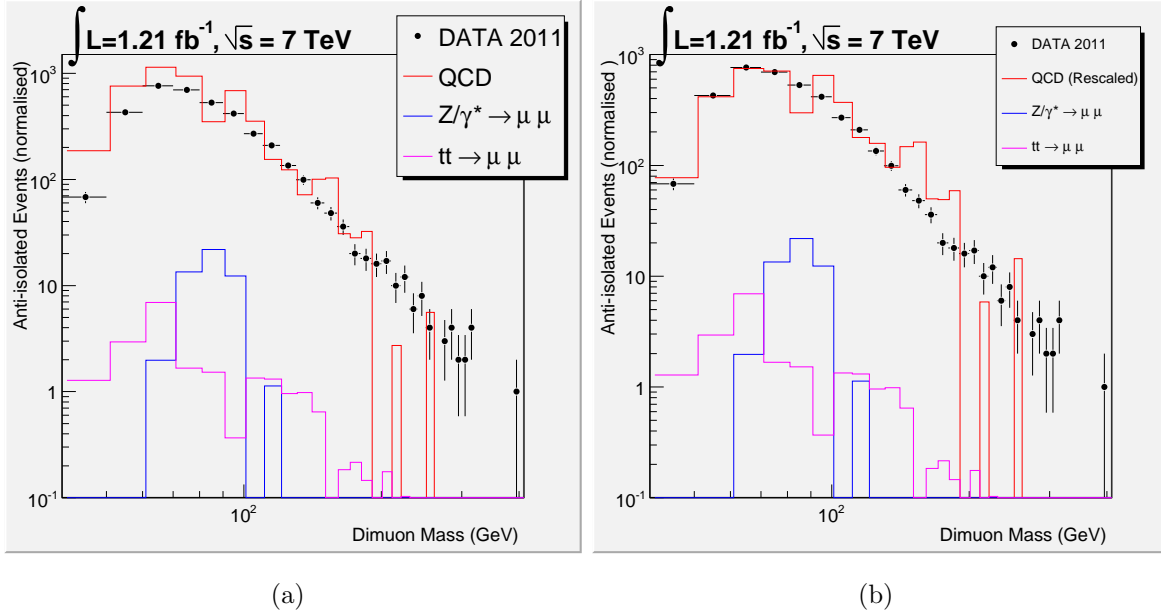 ∫ L=1.21 fb⁻¹, √s = 7 TeV
DATA 2011
QCD
Z/γ* → μ μ
tt → μ μ
Anti-isolated Events (normalised)
10³
10²
10
1
10⁻¹
10²
Dimuon Mass (GeV)
(a)
∫ L=1.21 fb⁻¹, √s = 7 TeV
DATA 2011
QCD (Rescaled)
Z/γ* → μ μ
tt → μ μ
Anti-isolated Events (normalised )
10³
10²
10
1
10⁻¹
10²
Dimuon Mass (GeV)
(b)